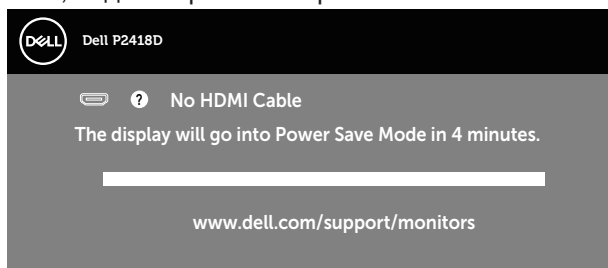 DELL
Dell P2418D
? No HDMI Cable
The display will go into Power Save Mode in 4 minutes.
www.dell.com/support/monitors